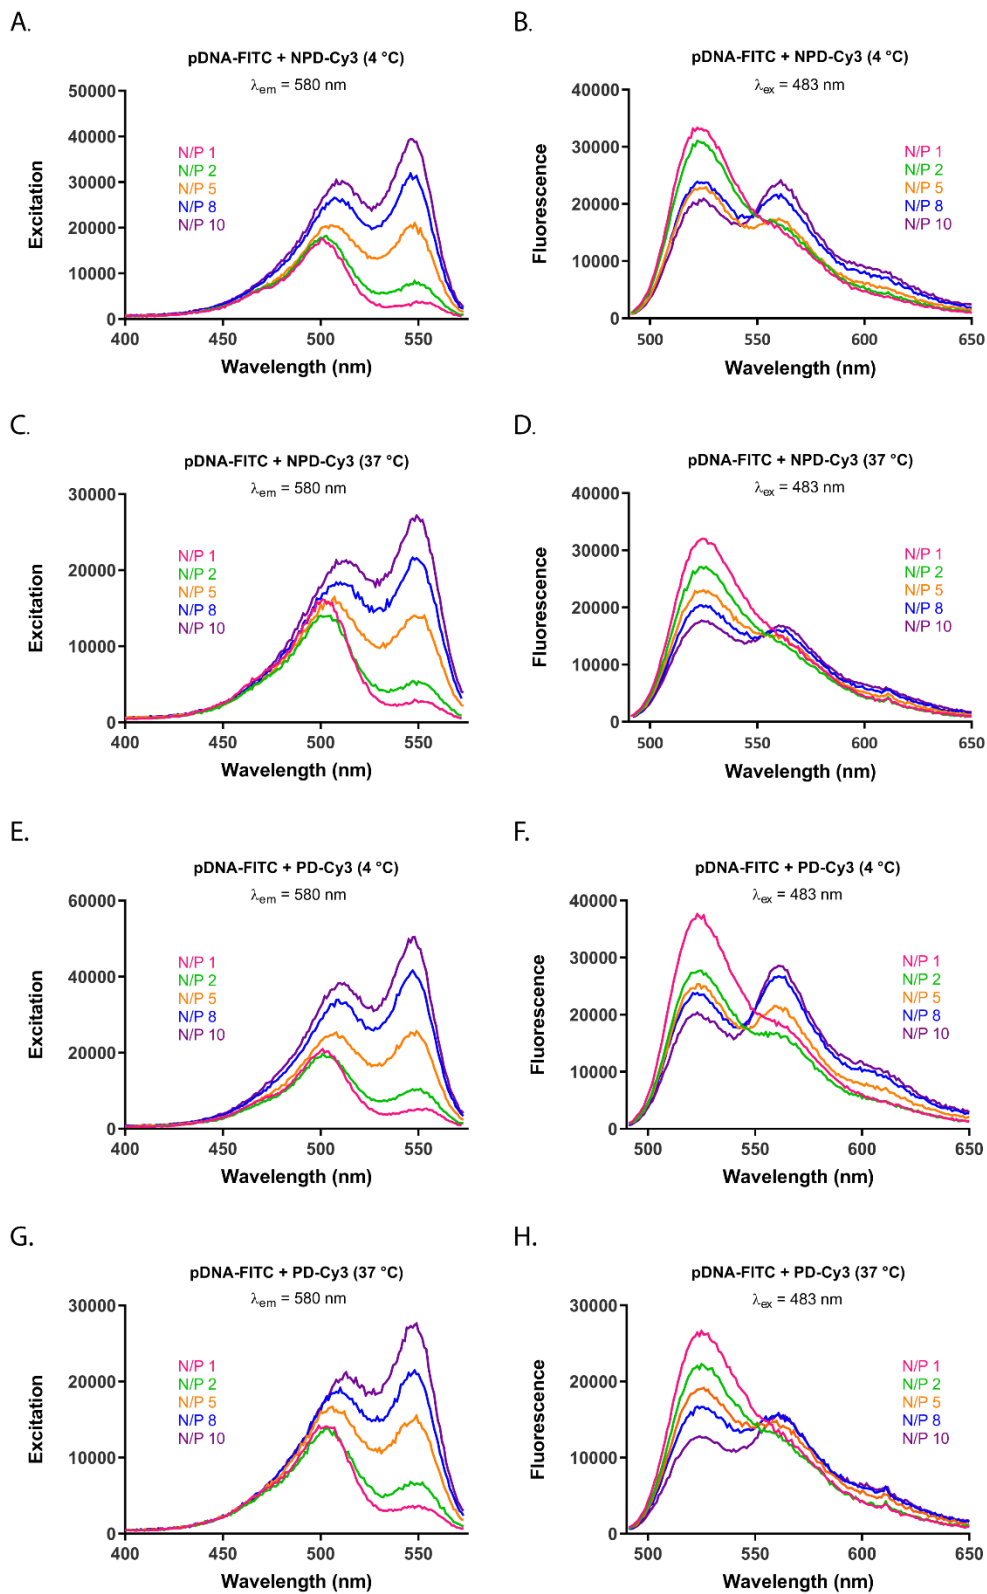 A.
pDNA-FITC + NPD-Cy3 (4 °C)
λem = 580 nm
50000
40000
30000
20000
10000
0
Excitation
N/P 1
N/P 2
N/P 5
N/P 8
N/P 10
400
450
500
550
Wavelength (nm)
B.
pDNA-FITC + NPD-Cy3 (4 °C)
λex = 483 nm
40000
30000
20000
10000
0
Fluorescence
N/P 1
N/P 2
N/P 5
N/P 8
N/P 10
500
550
600
650
Wavelength (nm)
C.
pDNA-FITC + NPD-Cy3 (37 °C)
λem = 580 nm
30000
20000
10000
0
Excitation
N/P 1
N/P 2
N/P 5
N/P 8
N/P 10
400
450
500
550
Wavelength (nm)
D.
pDNA-FITC + NPD-Cy3 (37 °C)
λex = 483 nm
40000
30000
20000
10000
0
Fluorescence
N/P 1
N/P 2
N/P 5
N/P 8
N/P 10
500
550
600
650
Wavelength (nm)
E.
pDNA-FITC + PD-Cy3 (4 °C)
λem = 580 nm
60000
40000
20000
0
Excitation
N/P 1
N/P 2
N/P 5
N/P 8
N/P 10
400
450
500
550
Wavelength (nm)
F.
pDNA-FITC + PD-Cy3 (4 °C)
λex = 483 nm
40000
30000
20000
10000
0
Fluorescence
N/P 1
N/P 2
N/P 5
N/P 8
N/P 10
500
550
600
650
Wavelength (nm)
G.
pDNA-FITC + PD-Cy3 (37 °C)
λem = 580 nm
30000
20000
10000
0
Excitation
N/P 1
N/P 2
N/P 5
N/P 8
N/P 10
400
450
500
550
Wavelength (nm)
H.
pDNA-FITC + PD-Cy3 (37 °C)
λex = 483 nm
30000
20000
10000
0
Fluorescence
N/P 1
N/P 2
N/P 5
N/P 8
N/P 10
500
550
600
650
Wavelength (nm)